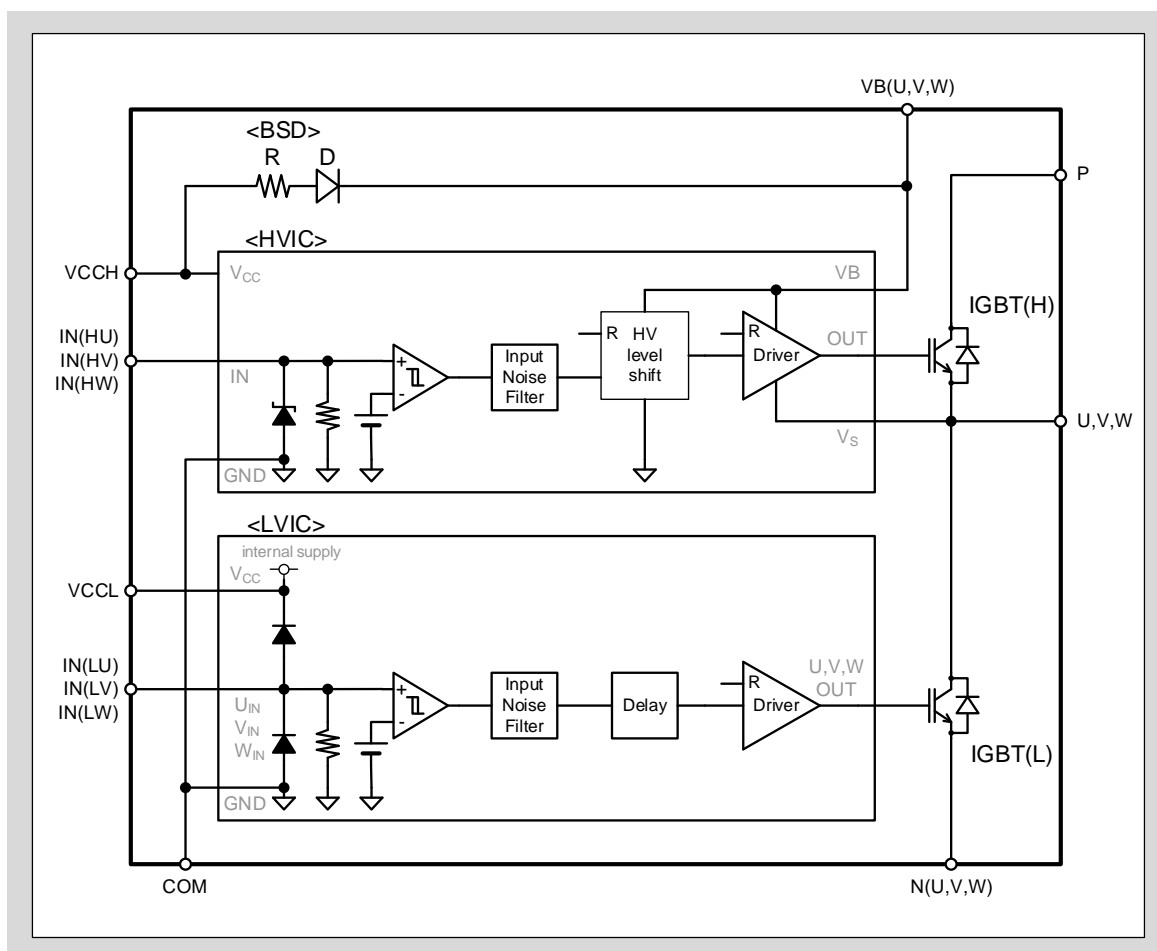 VB(U,V,W)
<BSD>
R D
P
<HVIC>
VCCH
VCC
VB
IGBT(H)
IN(HU)
IN(HV)
IN(HW)
IN
+
-
Input
Noise
Filter
R HV
level
shift
R
Driver
OUT
U,V,W
VS
GND
<LVIC>
internal supply
VCC
VCCL
IN(LU)
IN(LV)
IN(LW)
UIN
VIN
WIN
+
-
Input
Noise
Filter
Delay
R
Driver
U,V,W
OUT
IGBT(L)
GND
COM
N(U,V,W)